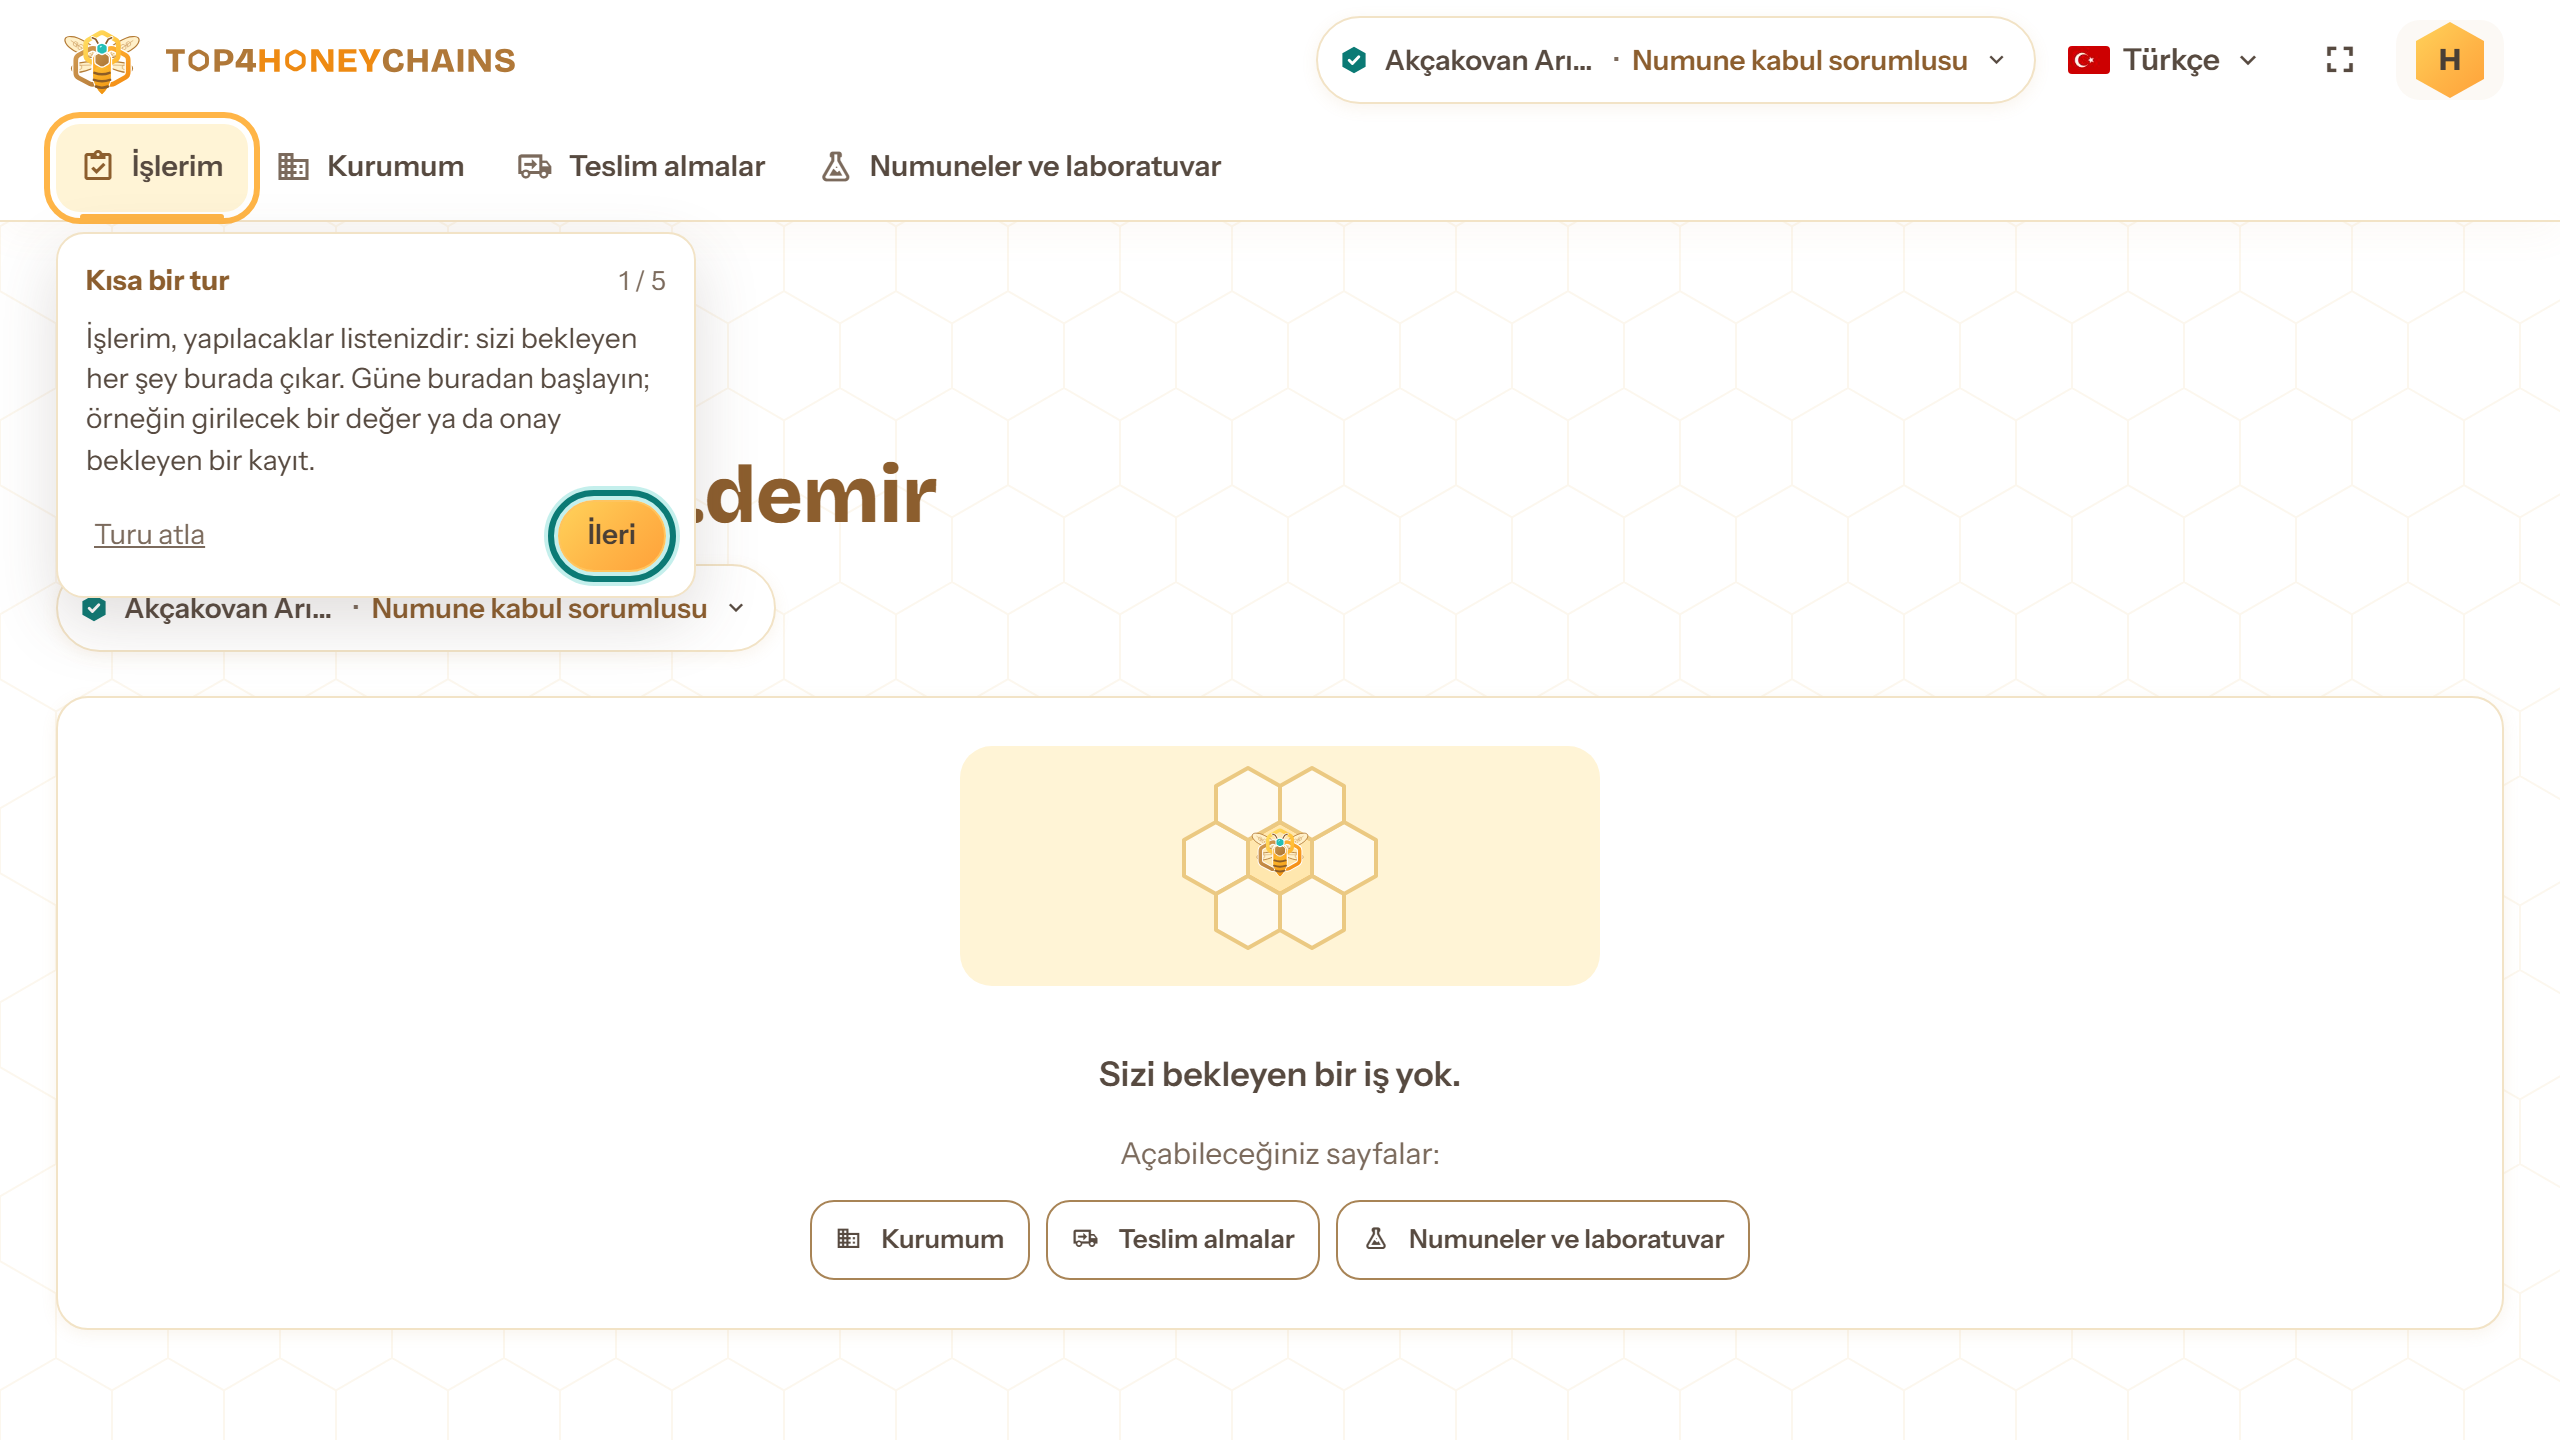 TOP4HONEYCHAINS
Akçakovan Arı... · Numune kabul sorumlusu
Türkçe
H
İşlerim
Kurumum
Teslim almalar
Numuneler ve laboratuvar
Kısa bir tur
1 / 5
İşlerim, yapılacaklar listenizdir: sizi bekleyen
her şey burada çıkar. Güne buradan başlayın;
örneğin girilecek bir değer ya da onay
bekleyen bir kayıt.
Turu atla
İleri
.demir
Akçakovan Arı... · Numune kabul sorumlusu
Sizi bekleyen bir iş yok.
Açabileceğiniz sayfalar:
Kurumum
Teslim almalar
Numuneler ve laboratuvar